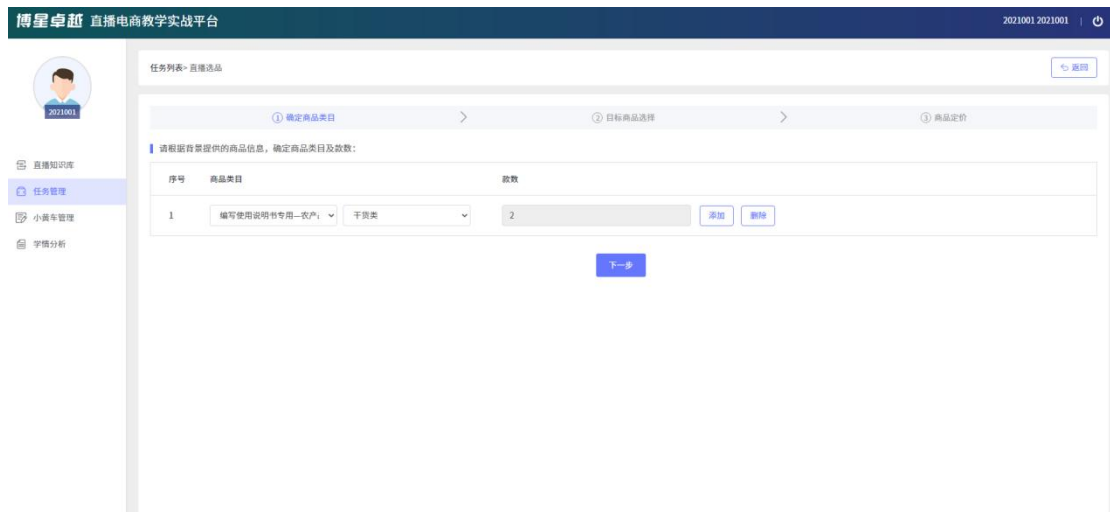 博星卓越 直播电商教学实战平台
2021001 2021001 |
任务列表> 直播选品
返回
2021001
① 确定商品类目 > ② 目标商品选择 > ③ 商品定价
请根据背景提供的商品信息，确定商品类目及款数：
直播知识库
任务管理
小黄车管理
学情分析
序号 商品类目 款数
1 编写使用说明书专用—农产 干货类 2 添加 删除
下一步